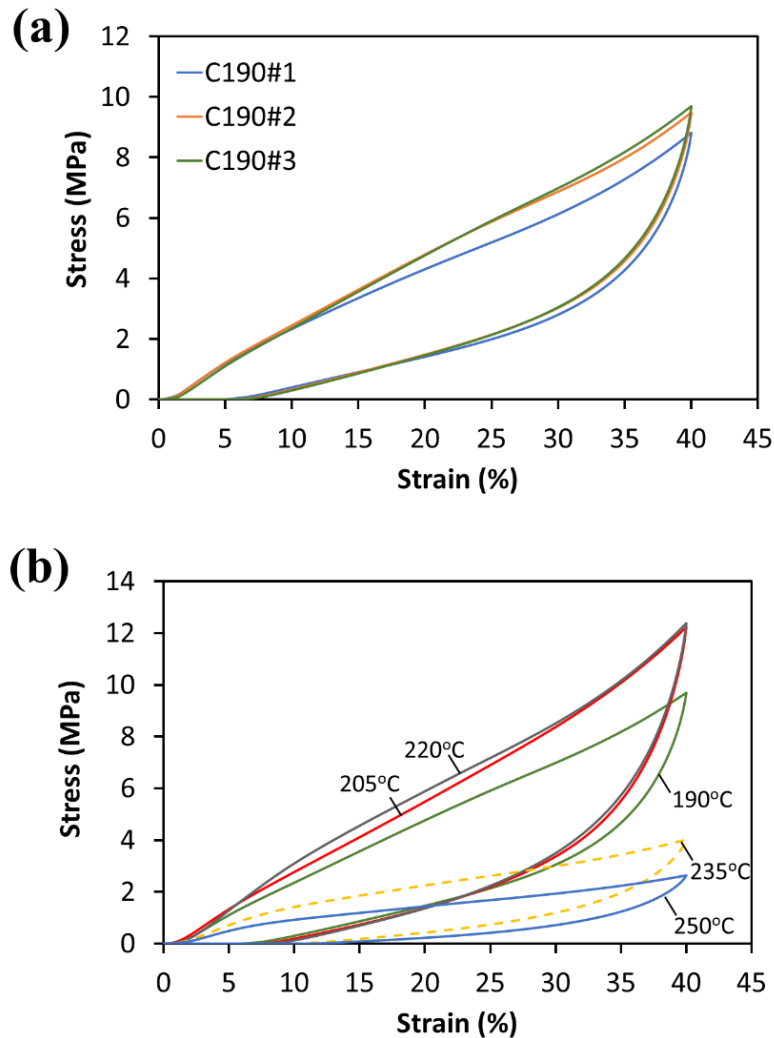 (a)
12
10
8
6
4
2
0
Stress (MPa)
C190#1
C190#2
C190#3
0 5 10 15 20 25 30 35 40 45
Strain (%)
(b)
14
12
10
8
6
4
2
0
Stress (MPa)
220°C
205°C
190°C
235°C
250°C
0 5 10 15 20 25 30 35 40 45
Strain (%)